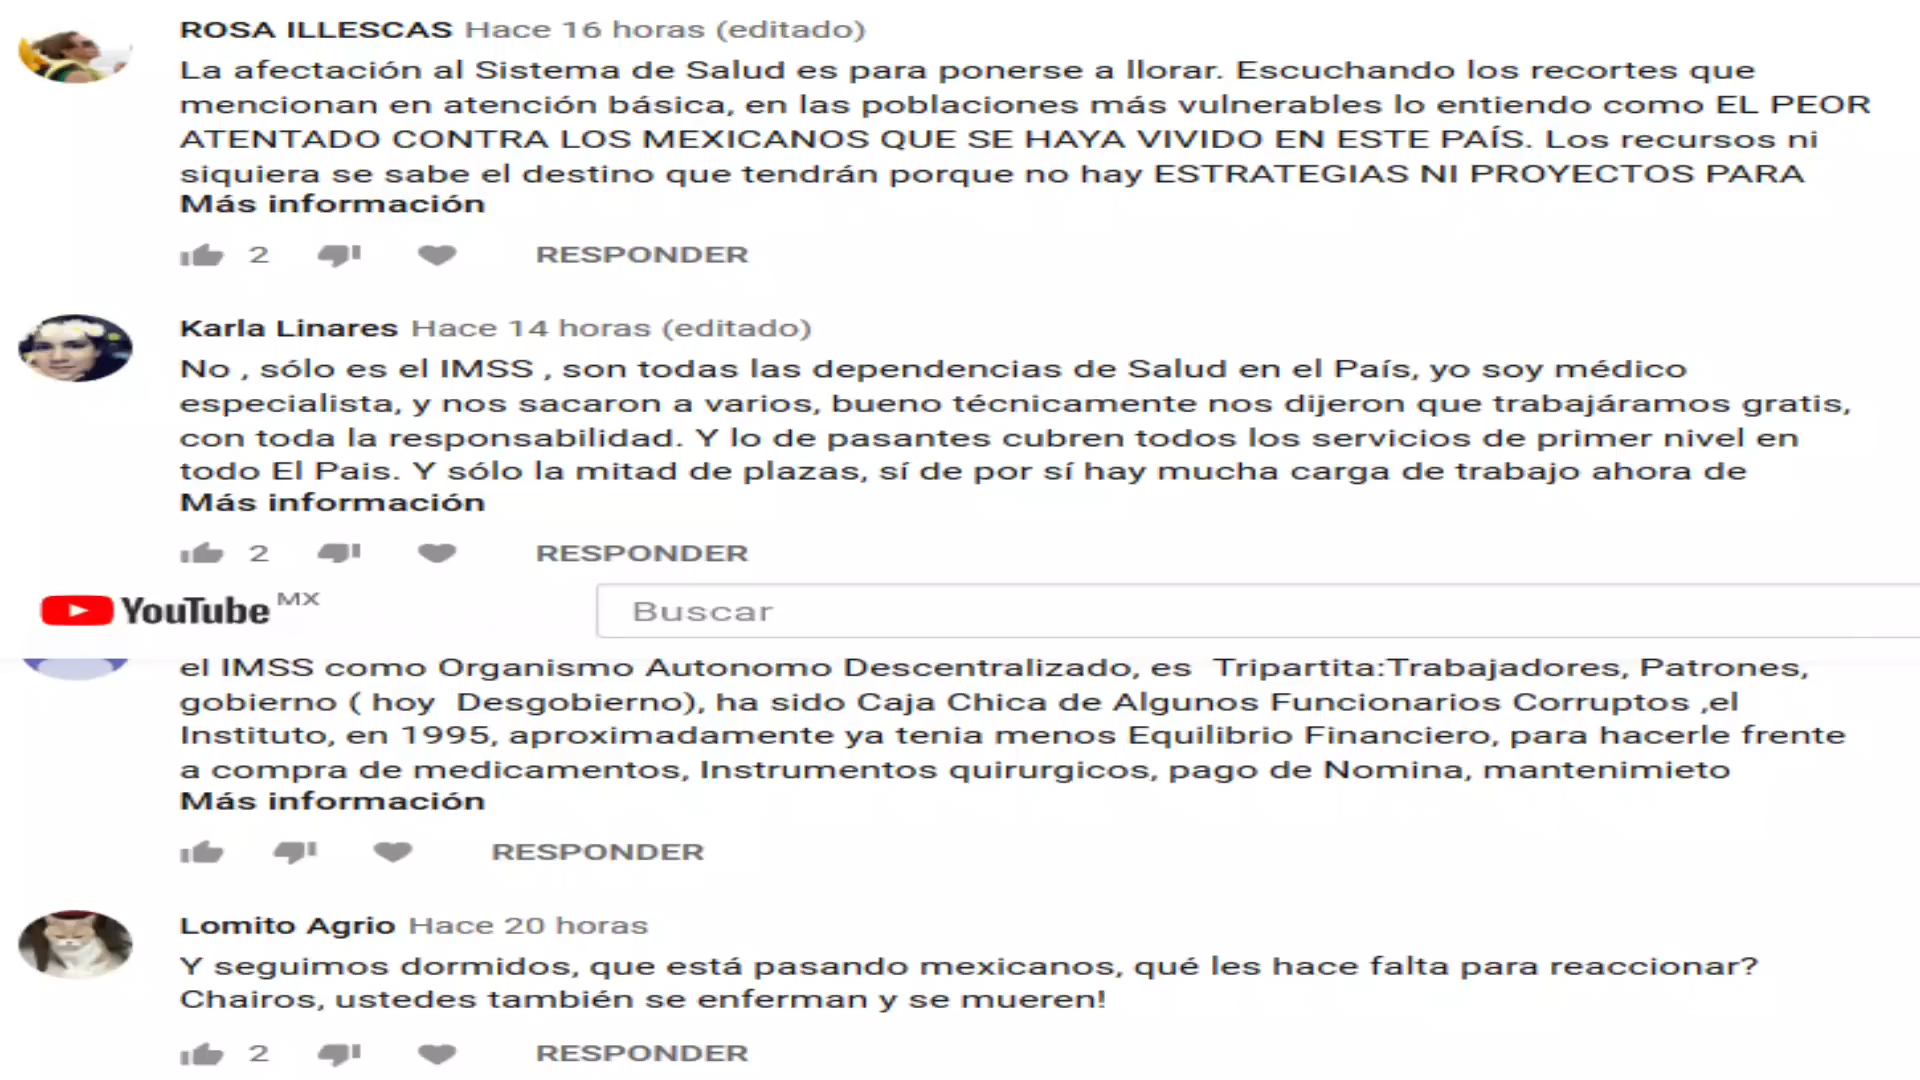 ROSA ILLESCAS Hace 16 horas (editado)
La afectación al Sistema de Salud es para ponerse a llorar. Escuchando los recortes que
mencionan en atención básica, en las poblaciones más vulnerables lo entiendo como EL PEOR
ATENTADO CONTRA LOS MEXICANOS QUE SE HAYA VIVIDO EN ESTE PAÍS. Los recursos ni
siquiera se sabe el destino que tendrán porque no hay ESTRATEGIAS NI PROYECTOS PARA
Más información
2 RESPONDER
Karla Linares Hace 14 horas (editado)
No , sólo es el IMSS , son todas las dependencias de Salud en el País, yo soy médico
especialista, y nos sacaron a varios, bueno técnicamente nos dijeron que trabajáramos gratis,
con toda la responsabilidad. Y lo de pasantes cubren todos los servicios de primer nivel en
todo El Pais. Y sólo la mitad de plazas, sí de por sí hay mucha carga de trabajo ahora de
Más información
2 RESPONDER
YouTube MX Buscar
el IMSS como Organismo Autonomo Descentralizado, es  Tripartita:Trabajadores, Patrones,
gobierno ( hoy  Desgobierno), ha sido Caja Chica de Algunos Funcionarios Corruptos ,el
Instituto, en 1995, aproximadamente ya tenia menos Equilibrio Financiero, para hacerle frente
a compra de medicamentos, Instrumentos quirurgicos, pago de Nomina, mantenimieto
Más información
RESPONDER
Lomito Agrio Hace 20 horas
Y seguimos dormidos, que está pasando mexicanos, qué les hace falta para reaccionar?
Chairos, ustedes también se enferman y se mueren!
2 RESPONDER